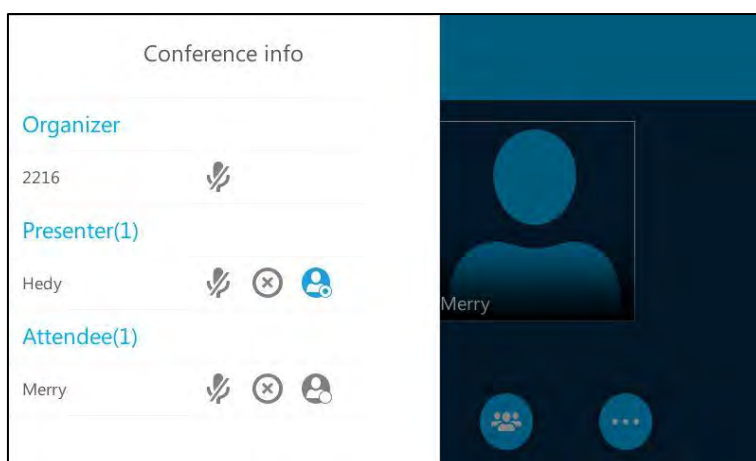 Conference info
Organizer
2216
Presenter(1)
Hedy
Attendee(1)
Merry
Merry